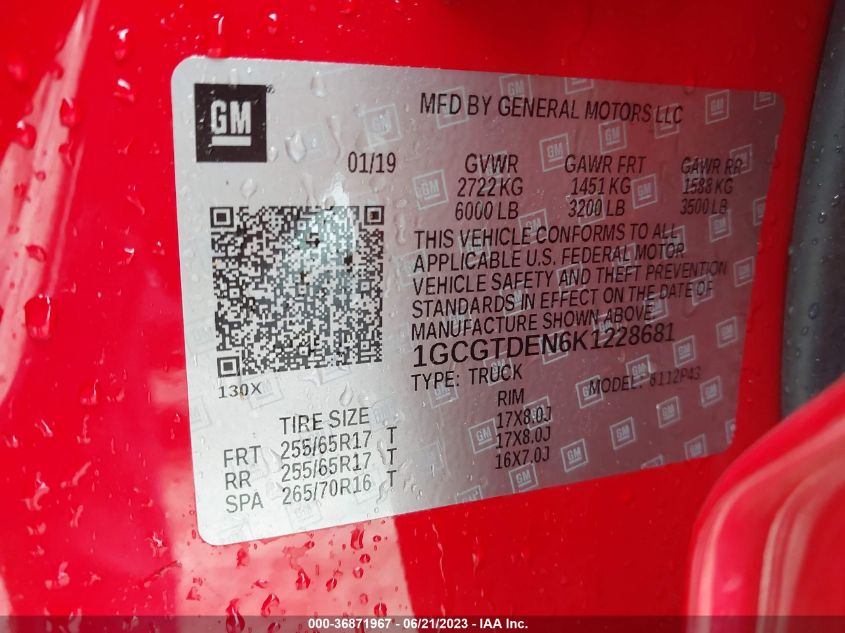 GM
MFD BY GENERAL MOTORS LLC
01/19 GVWR GAWR FRT GAWR RR
2722 KG 1451 KG 1588 KG
6000 LB 3200 LB 3500 LB
THIS VEHICLE CONFORMS TO ALL
APPLICABLE U.S. FEDERAL MOTOR
VEHICLE SAFETY AND THEFT PREVENTION
STANDARDS IN EFFECT ON THE DATE OF
MANUFACTURE SHOWN ABOVE
1GCGTDEN6K1228681
130X
TYPE: TRUCK MODEL: 6112P43
TIRE SIZE RIM
FRT 255/65R17 T 17X8.0J
RR 255/65R17 T 17X8.0J
SPA 265/70R16 T 16X7.0J
000-36871967 - 06/21/2023 - IAA Inc.